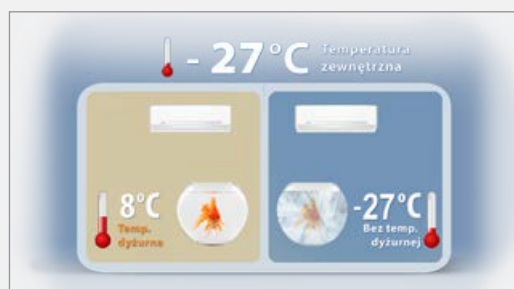 - 27°C Temperatura
zewnętrzna
8°C
Temp.
dyżurna
-27°C
Bez temp.
dyżurnej